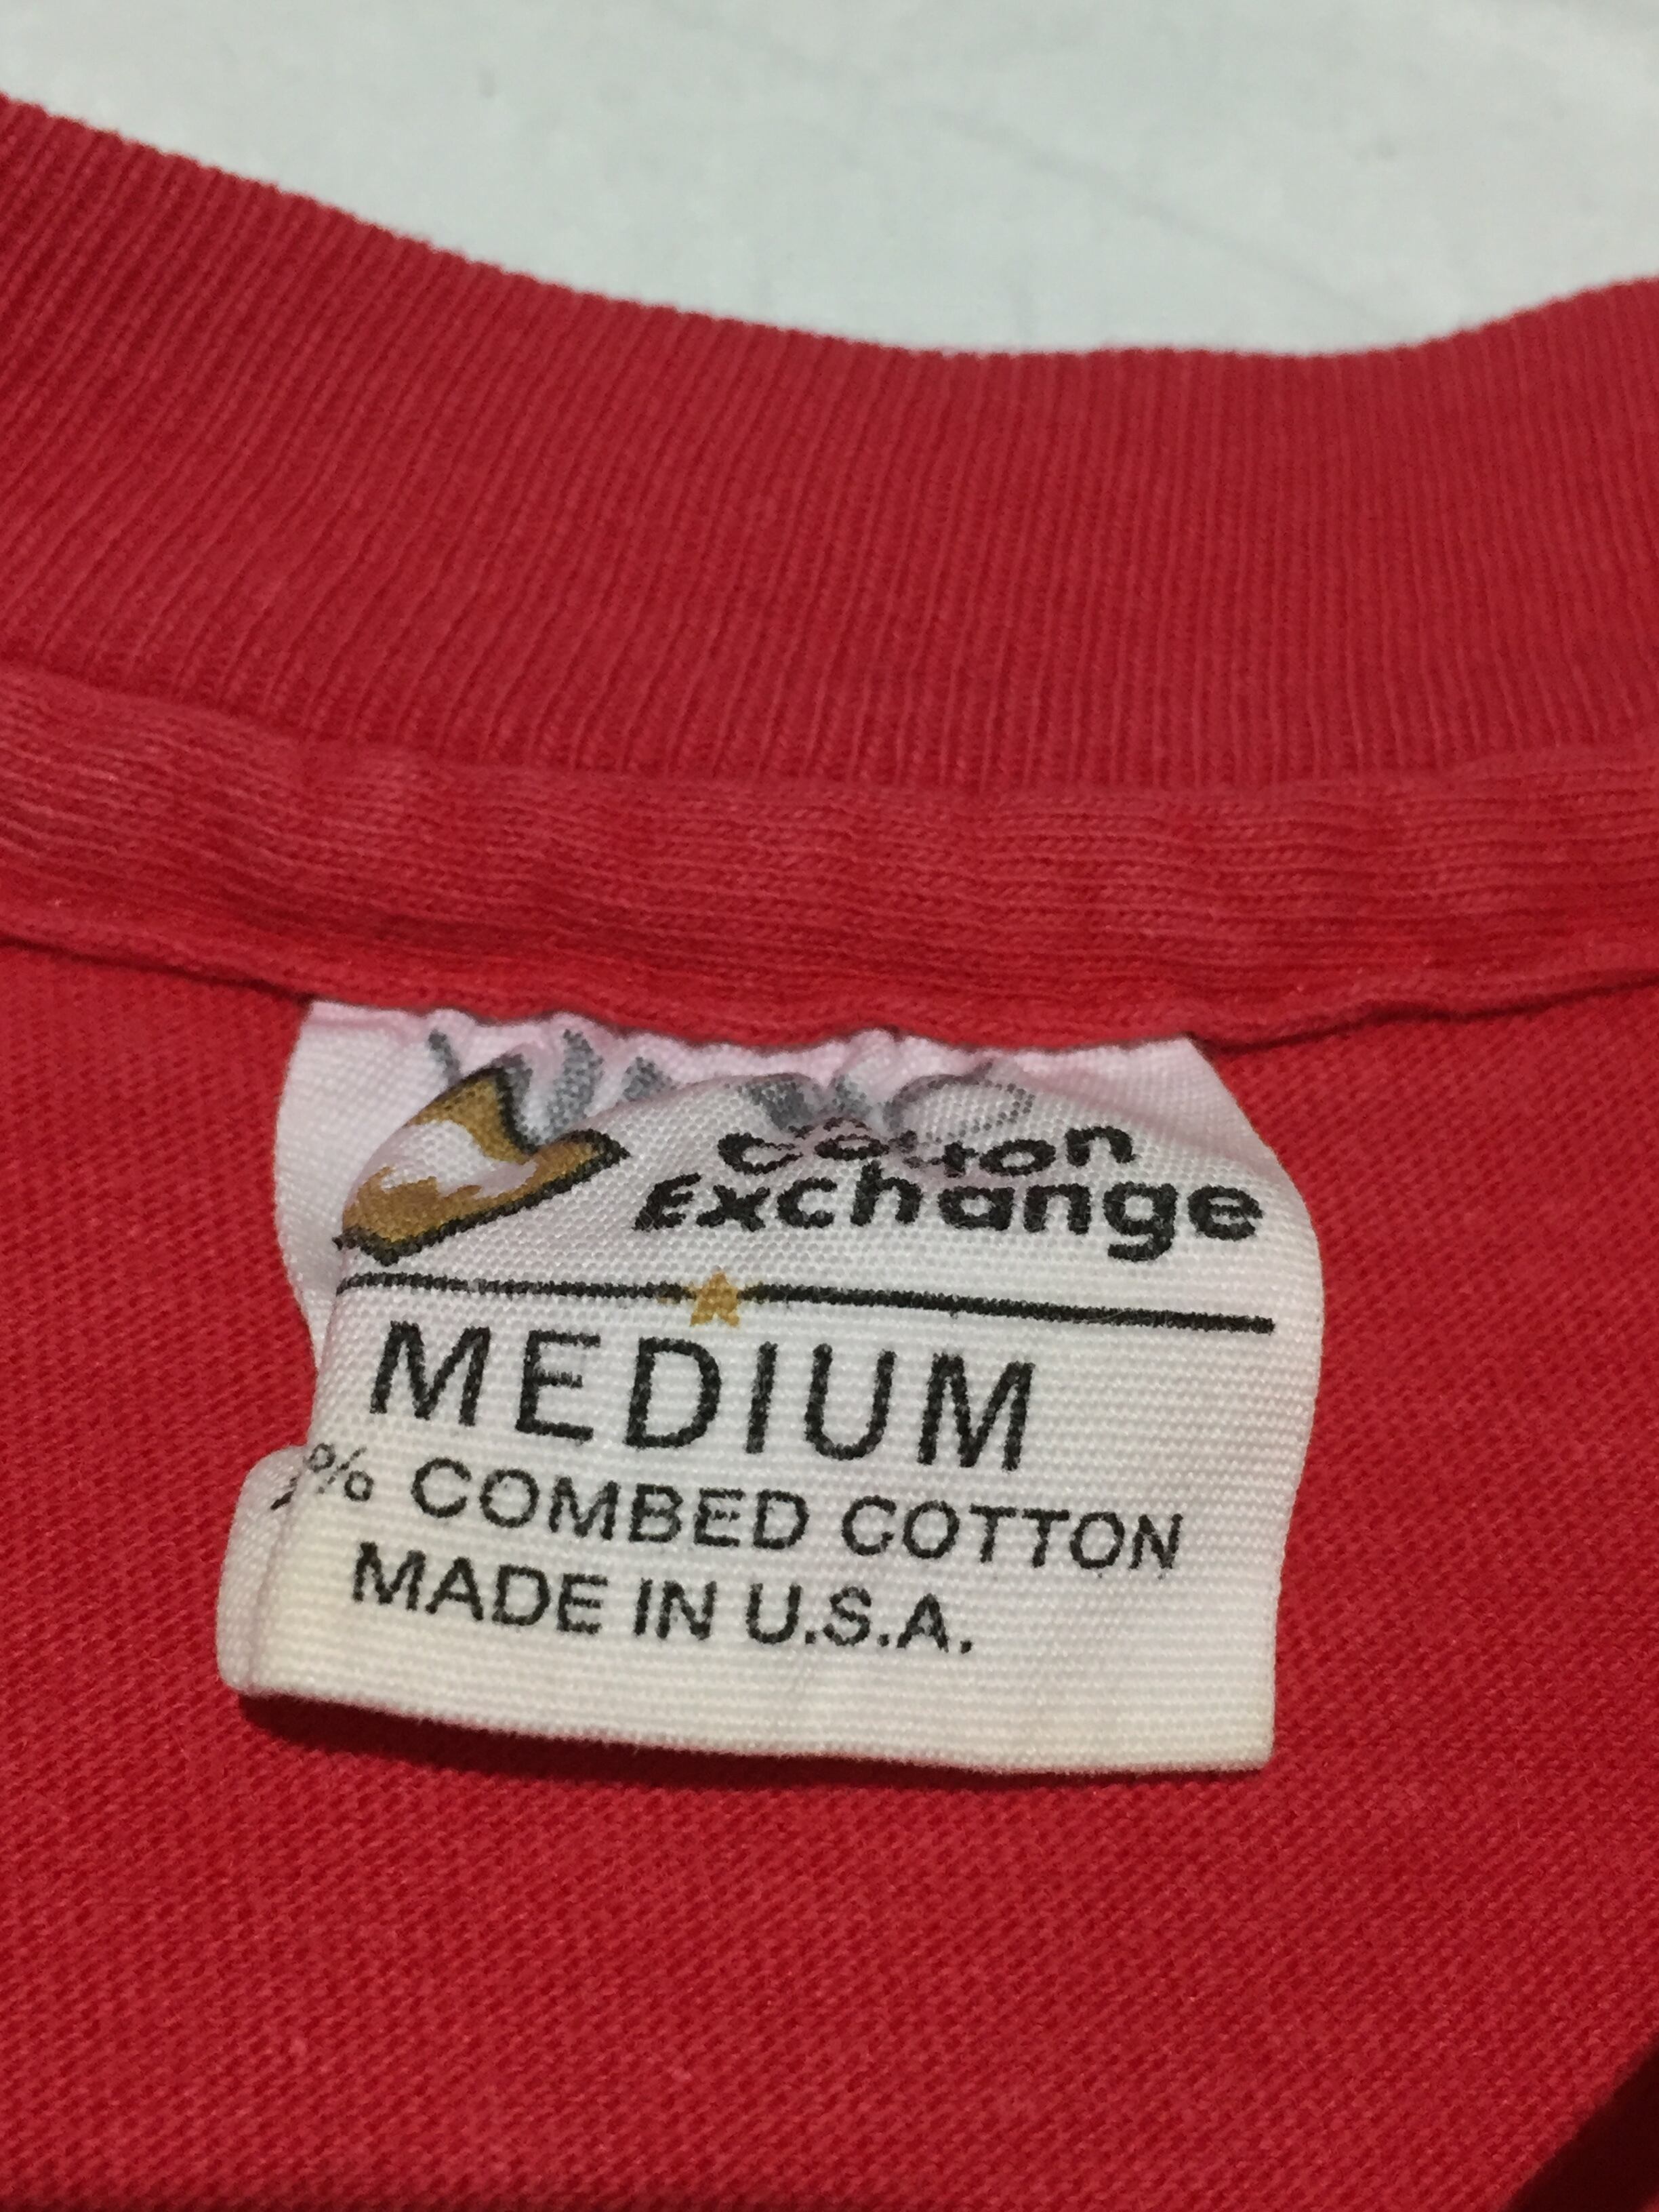 Cotton
Exchange
MEDIUM
% COMBED COTTON
MADE IN U.S.A.